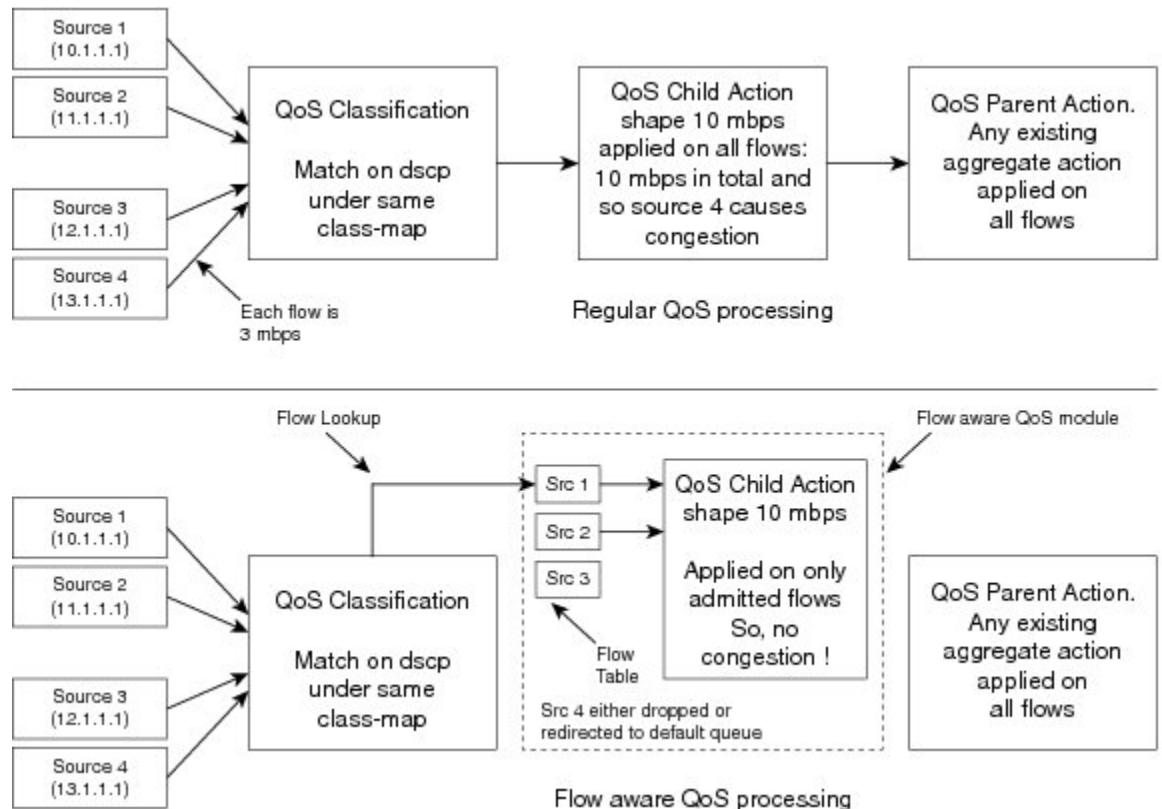 Source 1
(10.1.1.1)
Source 2
(11.1.1.1)
Source 3
(12.1.1.1)
Source 4
(13.1.1.1)
Each flow is
3 mbps
QoS Classification
Match on dscp
under same
class-map
QoS Child Action
shape 10 mbps
applied on all flows:
10 mbps in total and
so source 4 causes
congestion
QoS Parent Action.
Any existing
aggregate action
applied on
all flows
Regular QoS processing
Flow Lookup
Flow aware QoS module
Source 1
(10.1.1.1)
Source 2
(11.1.1.1)
Source 3
(12.1.1.1)
Source 4
(13.1.1.1)
QoS Classification
Match on dscp
under same
class-map
Src 1
Src 2
Src 3
Flow
Table
QoS Child Action
shape 10 mbps
Applied on only
admitted flows
So, no
congestion !
Src 4 either dropped or
redirected to default queue
QoS Parent Action.
Any existing
aggregate action
applied on
all flows
Flow aware QoS processing